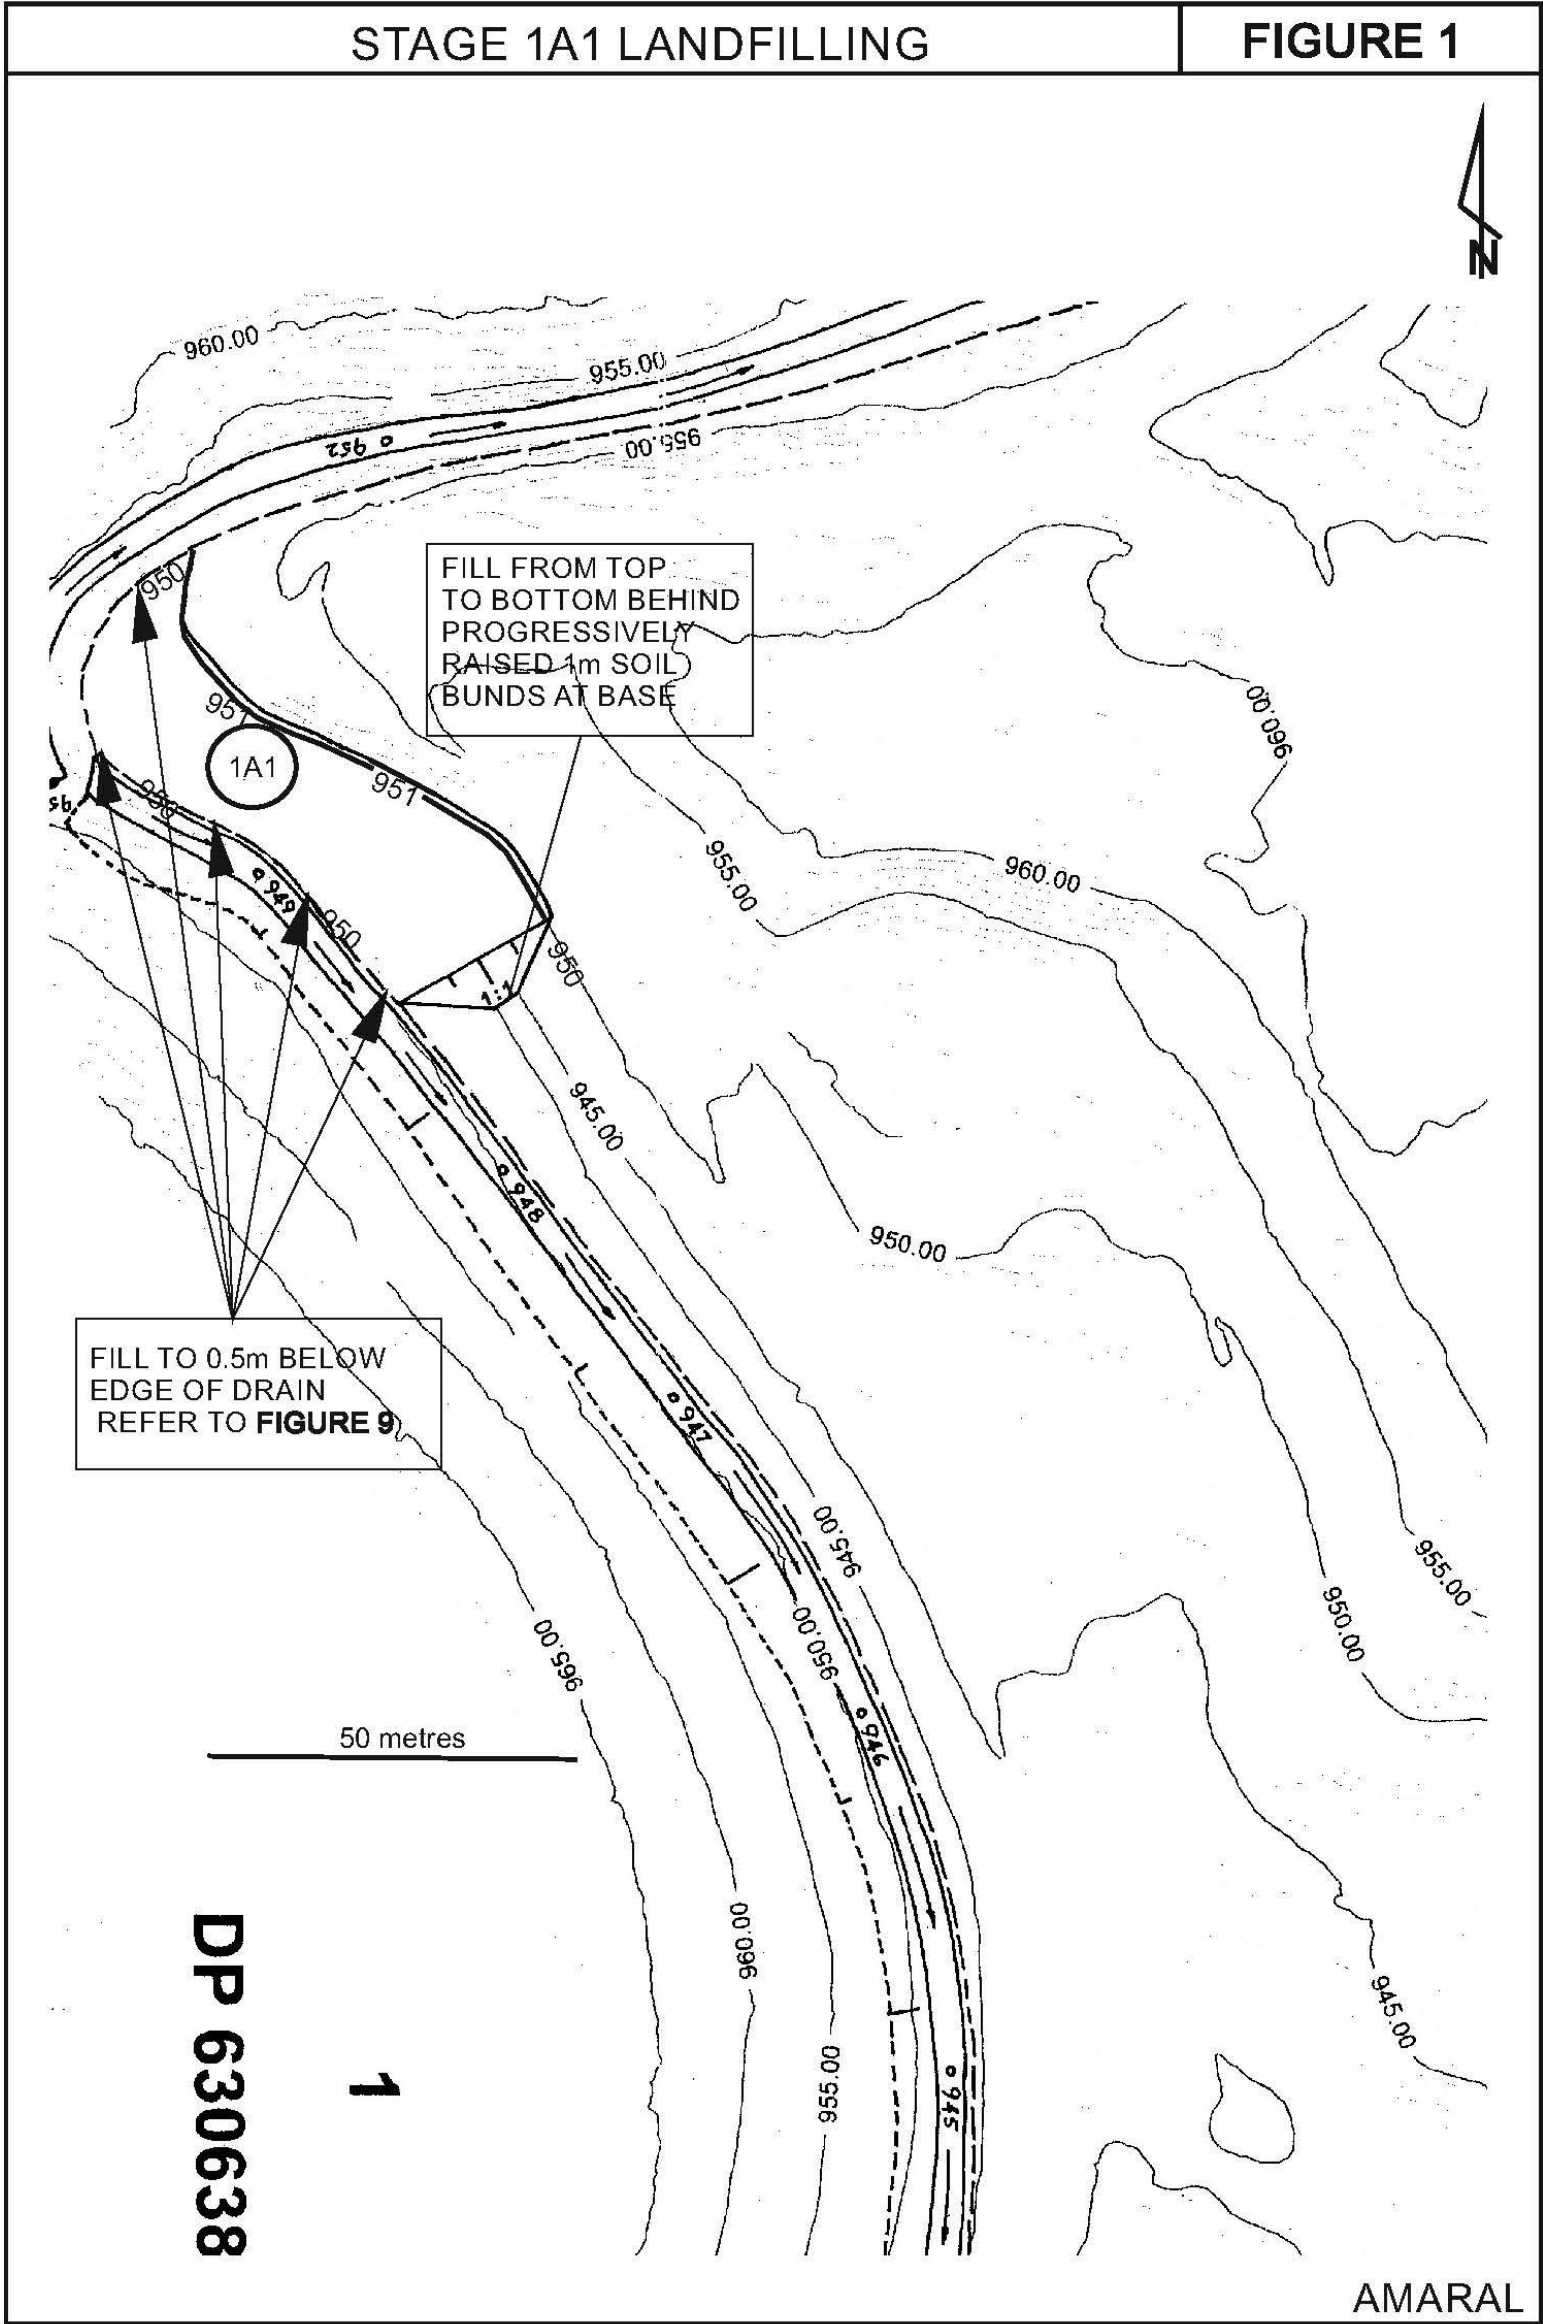 STAGE 1A1 LANDFILLING
FIGURE 1
N
960.00
955.00
952
955.00
950
FILL FROM TOP
TO BOTTOM BEHIND
PROGRESSIVELY
RAISED 1m SOIL
BUNDS AT BASE
951
1A1
951
950
949
950
950
1:1
960.00
955.00
960.00
945.00
948
950.00
FILL TO 0.5m BELOW
EDGE OF DRAIN
REFER TO FIGURE 9
947
945.00
955.00
950.00
950.00
965.00
946
50 metres
960.00
945.00
955.00
945
DP 630638
1
AMARAL